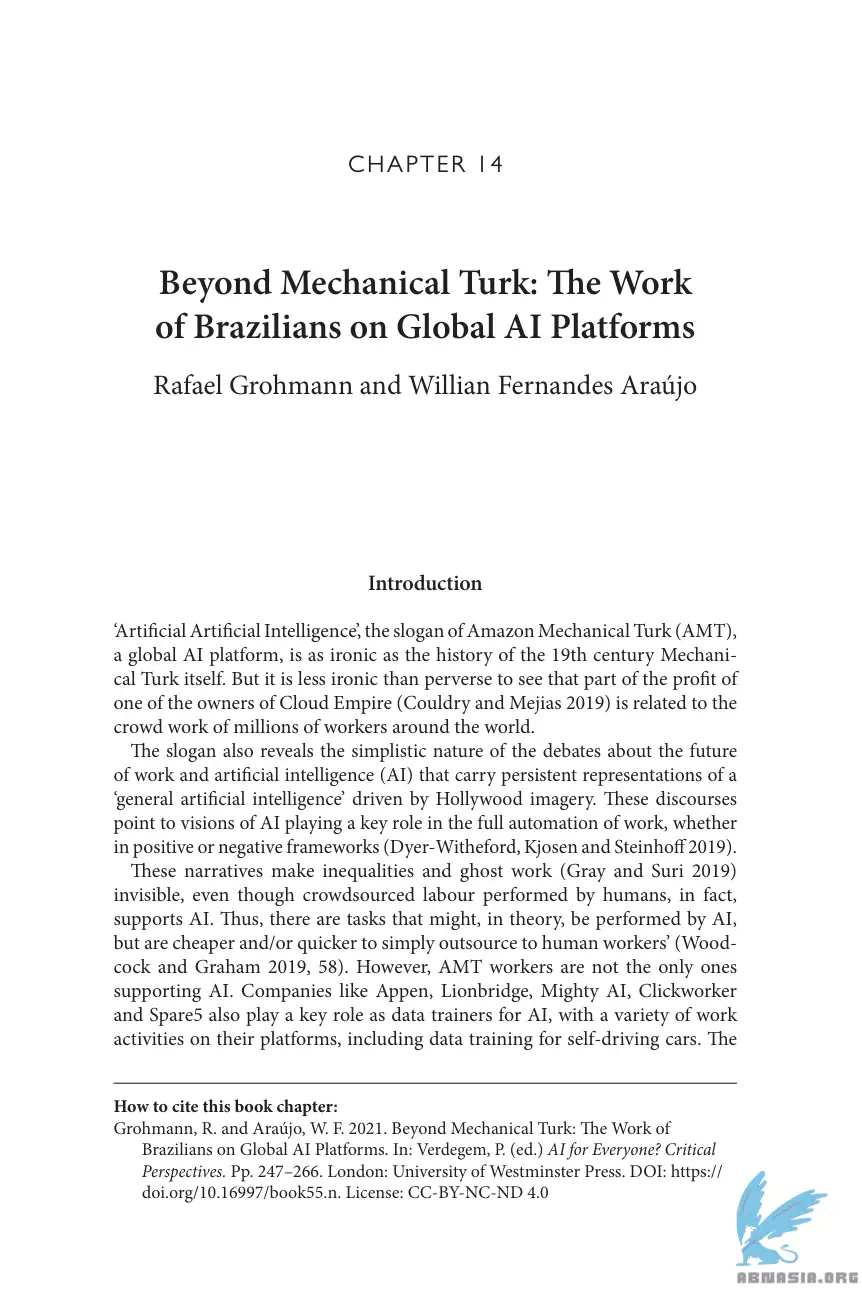 CHAPTER 14
Beyond Mechanical Turk: The Work
of Brazilians on Global AI Platforms
Rafael Grohmann and Willian Fernandes Araújo
Introduction
‘Artificial Artificial Intelligence’, the slogan of Amazon Mechanical Turk (AMT),
a global AI platform, is as ironic as the history of the 19th century Mechani-
cal Turk itself. But it is less ironic than perverse to see that part of the profit of
one of the owners of Cloud Empire (Couldry and Mejias 2019) is related to the
crowd work of millions of workers around the world.
The slogan also reveals the simplistic nature of the debates about the future
of work and artificial intelligence (AI) that carry persistent representations of a
‘general artificial intelligence’ driven by Hollywood imagery. These discourses
point to visions of AI playing a key role in the full automation of work, whether
in positive or negative frameworks (Dyer-Witheford, Kjosen and Steinhoff 2019).
These narratives make inequalities and ghost work (Gray and Suri 2019)
invisible, even though crowdsourced labour performed by humans, in fact,
supports AI. Thus, there are tasks that might, in theory, be performed by AI,
but are cheaper and/or quicker to simply outsource to human workers’ (Wood-
cock and Graham 2019, 58). However, AMT workers are not the only ones
supporting AI. Companies like Appen, Lionbridge, Mighty AI, Clickworker
and Spare5 also play a key role as data trainers for AI, with a variety of work
activities on their platforms, including data training for self-driving cars. The
How to cite this book chapter:
Grohmann, R. and Araújo, W. F. 2021. Beyond Mechanical Turk: The Work of
Brazilians on Global AI Platforms. In: Verdegem, P. (ed.) AI for Everyone? Critical
Perspectives. Pp. 247–266. London: University of Westminster Press. DOI: https://
doi.org/10.16997/book55.n. License: CC-BY-NC-ND 4.0
ABNASIA.ORG